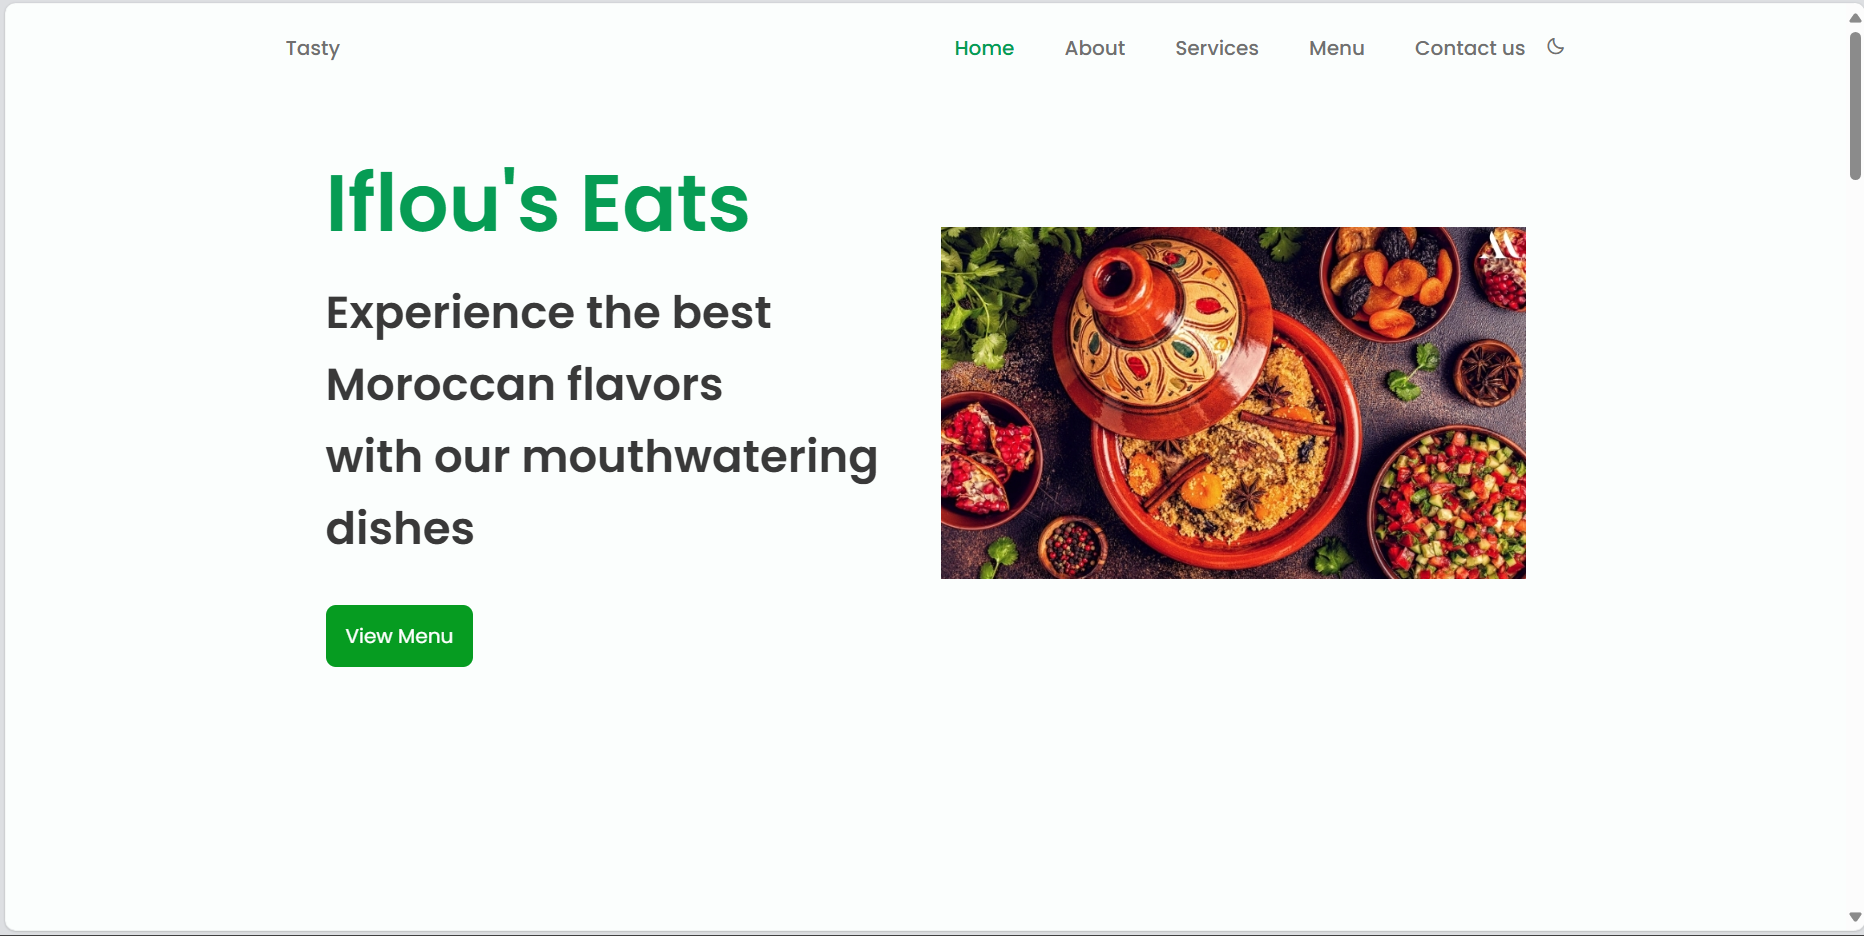 Tasty
Home About Services Menu Contact us
Iflou's Eats
Experience the best
Moroccan flavors
with our mouthwatering
dishes
View Menu